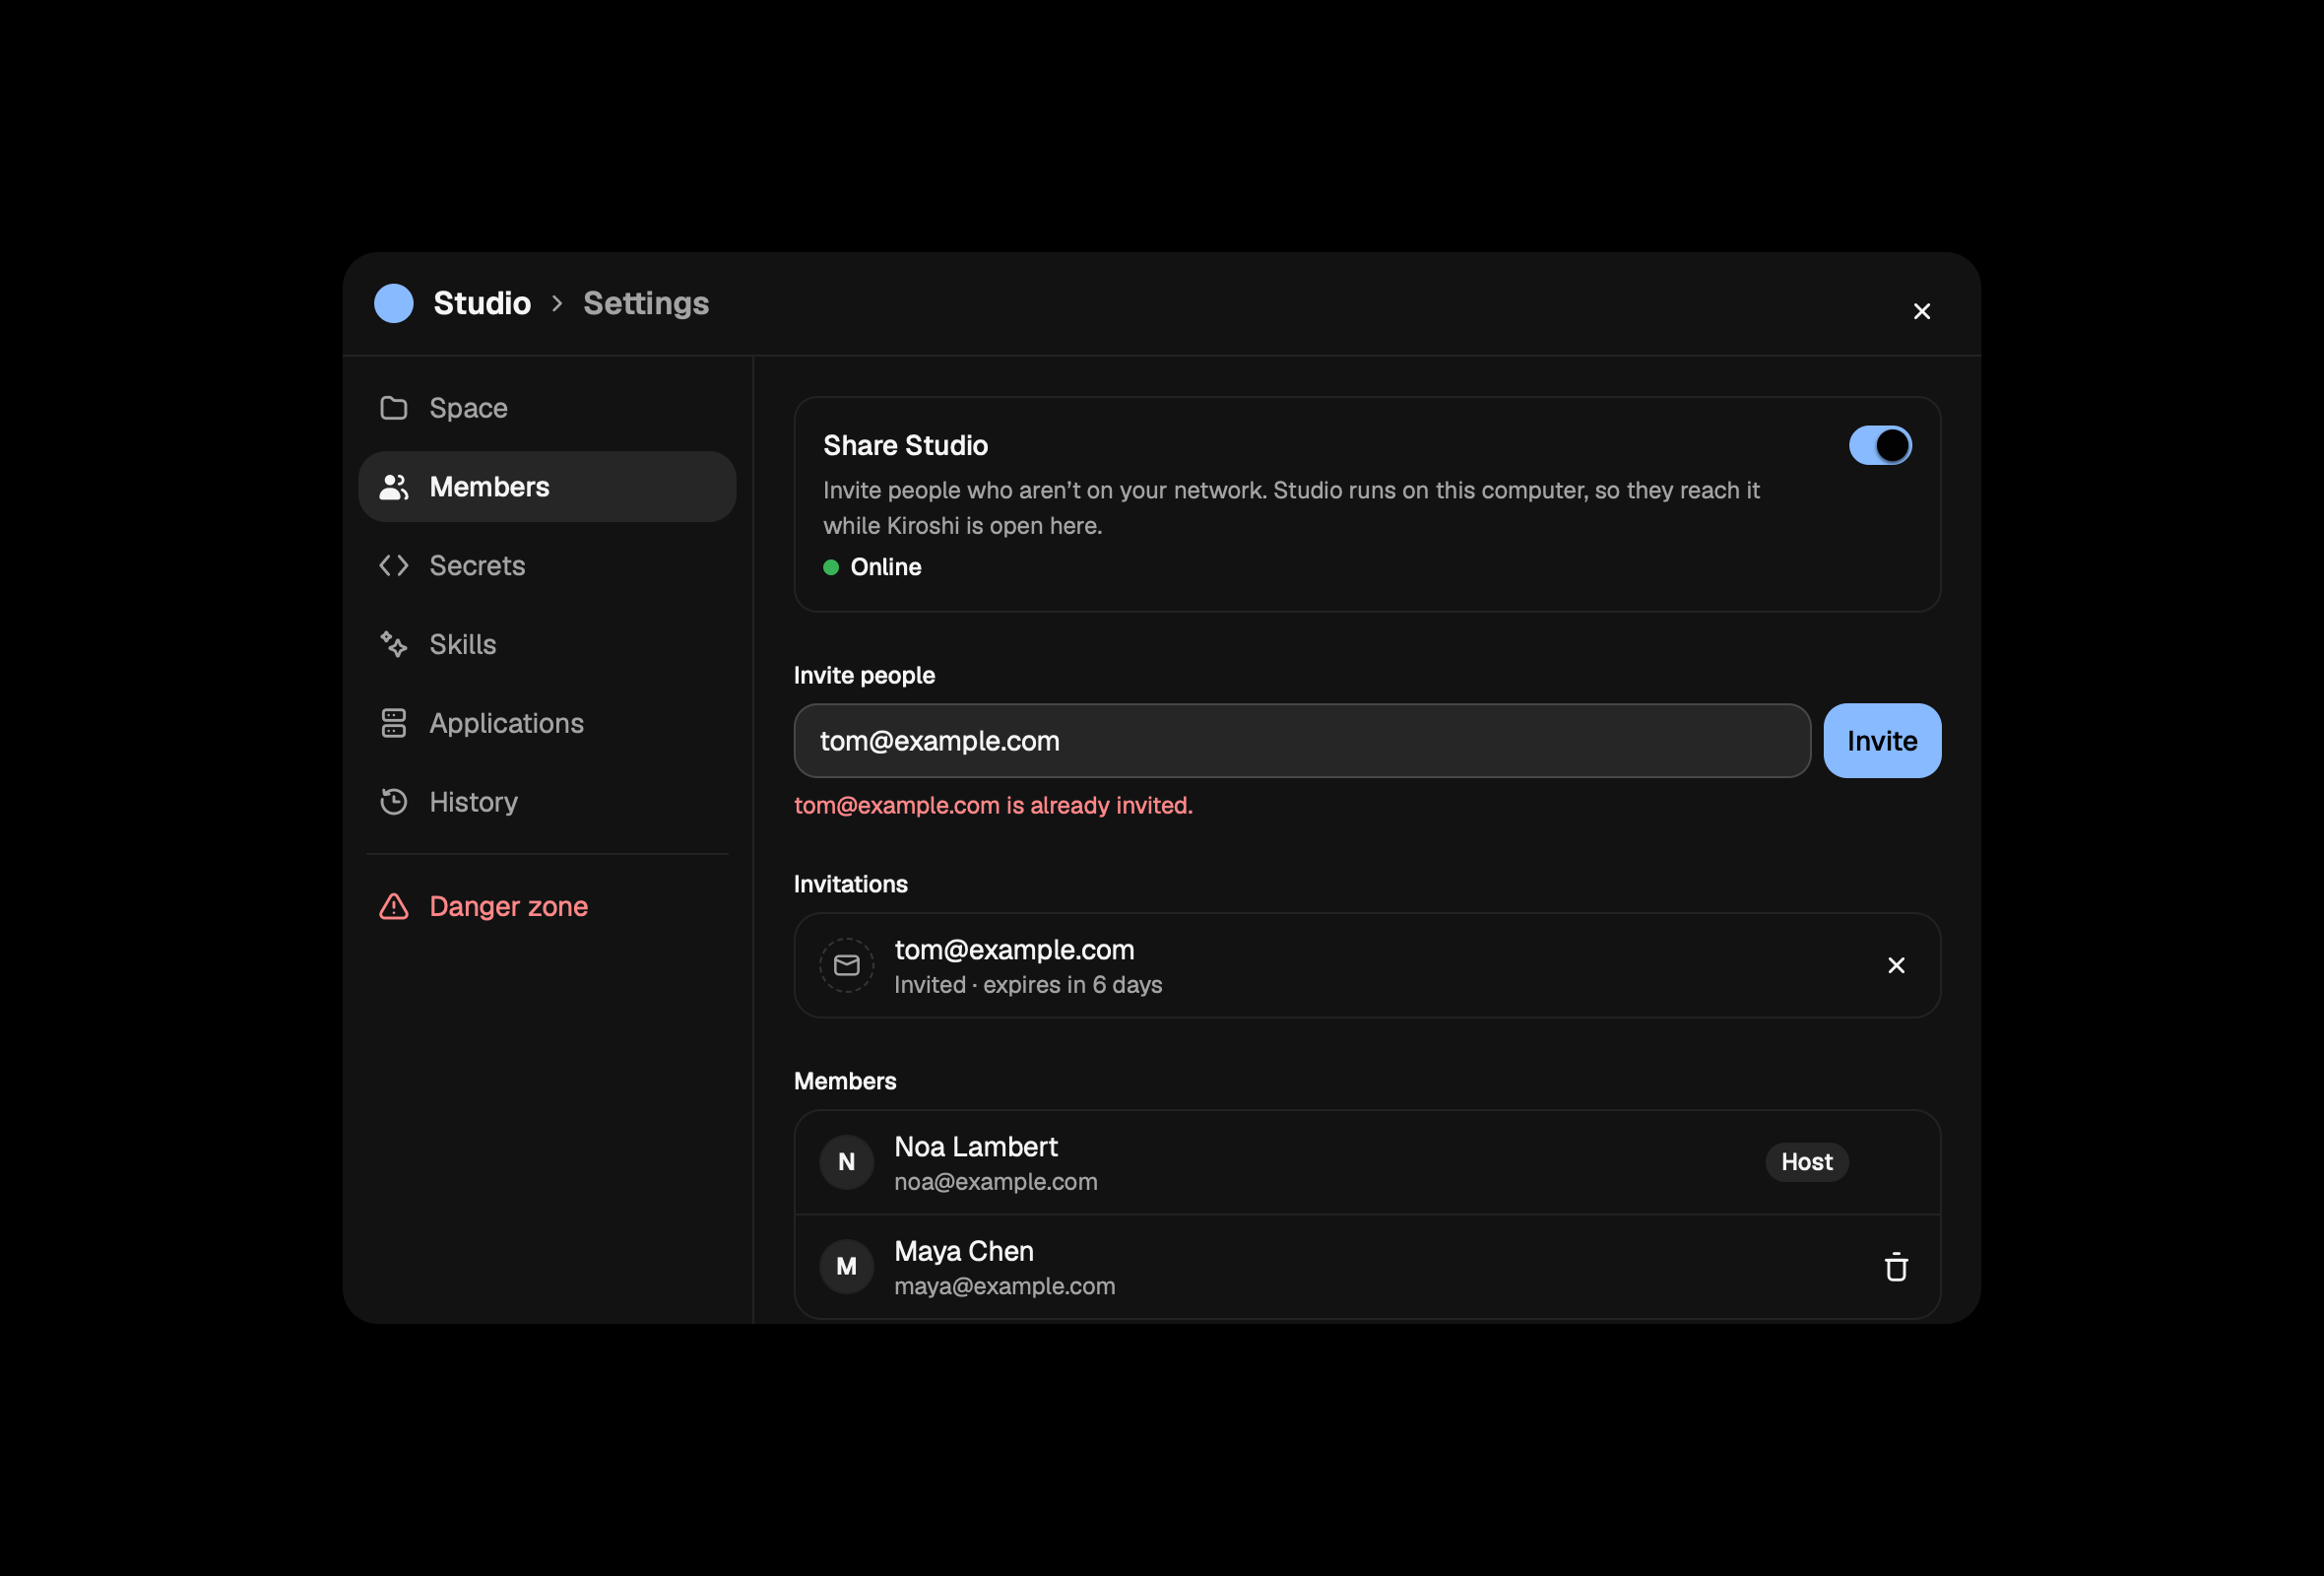 Studio > Settings
Space
Members
Secrets
Skills
Applications
History
Danger zone
Share Studio
Invite people who aren’t on your network. Studio runs on this computer, so they reach it
while Kiroshi is open here.
Online
Invite people
tom@example.com
Invite
tom@example.com is already invited.
Invitations
tom@example.com
Invited · expires in 6 days
Members
N
Noa Lambert
noa@example.com
Host
M
Maya Chen
maya@example.com